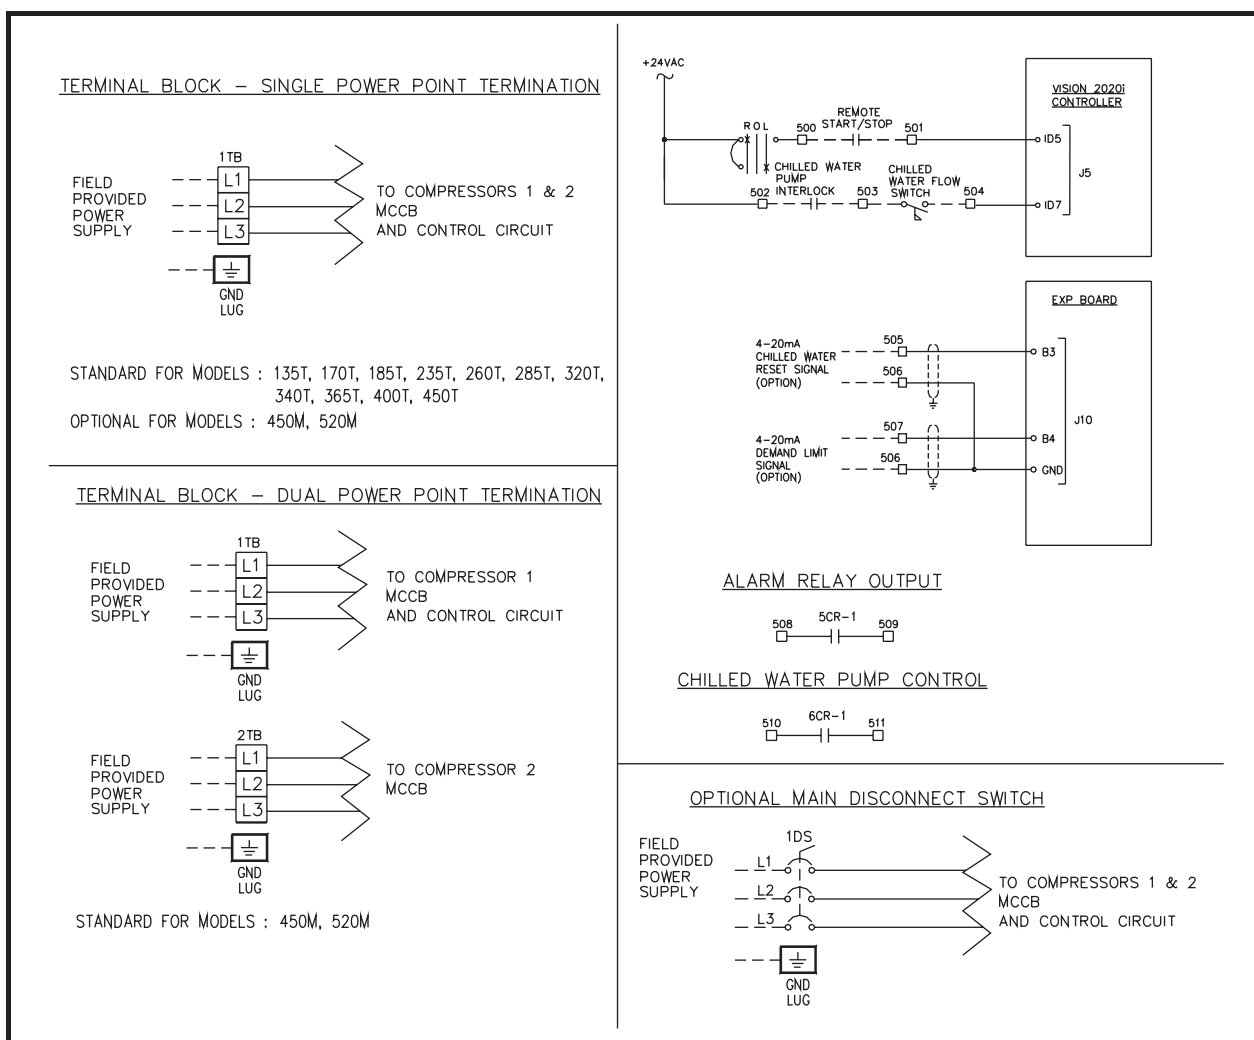 TERMINAL BLOCK – SINGLE POWER POINT TERMINATION
1TB
FIELD
PROVIDED
POWER
SUPPLY
L1
L2
L3
TO COMPRESSORS 1 & 2
MCCB
AND CONTROL CIRCUIT
GND
LUG
STANDARD FOR MODELS : 135T, 170T, 185T, 235T, 260T, 285T, 320T,
340T, 365T, 400T, 450T
OPTIONAL FOR MODELS : 450M, 520M
TERMINAL BLOCK – DUAL POWER POINT TERMINATION
1TB
FIELD
PROVIDED
POWER
SUPPLY
L1
L2
L3
TO COMPRESSOR 1
MCCB
AND CONTROL CIRCUIT
GND
LUG
2TB
FIELD
PROVIDED
POWER
SUPPLY
L1
L2
L3
TO COMPRESSOR 2
MCCB
GND
LUG
STANDARD FOR MODELS : 450M, 520M
+24VAC
VISION 2020i
CONTROLLER
R O L
500
REMOTE
START/STOP
501
ID5
J5
CHILLED WATER
PUMP
INTERLOCK
CHILLED
WATER FLOW
SWITCH
502
503
504
ID7
EXP BOARD
4–20mA
CHILLED WATER
RESET SIGNAL
(OPTION)
505
506
B3
J10
4–20mA
DEMAND LIMIT
SIGNAL
(OPTION)
507
506
B4
GND
ALARM RELAY OUTPUT
508
5CR–1
509
CHILLED WATER PUMP CONTROL
510
6CR–1
511
OPTIONAL MAIN DISCONNECT SWITCH
FIELD
PROVIDED
POWER
SUPPLY
1DS
L1
L2
L3
TO COMPRESSORS 1 & 2
MCCB
AND CONTROL CIRCUIT
GND
LUG